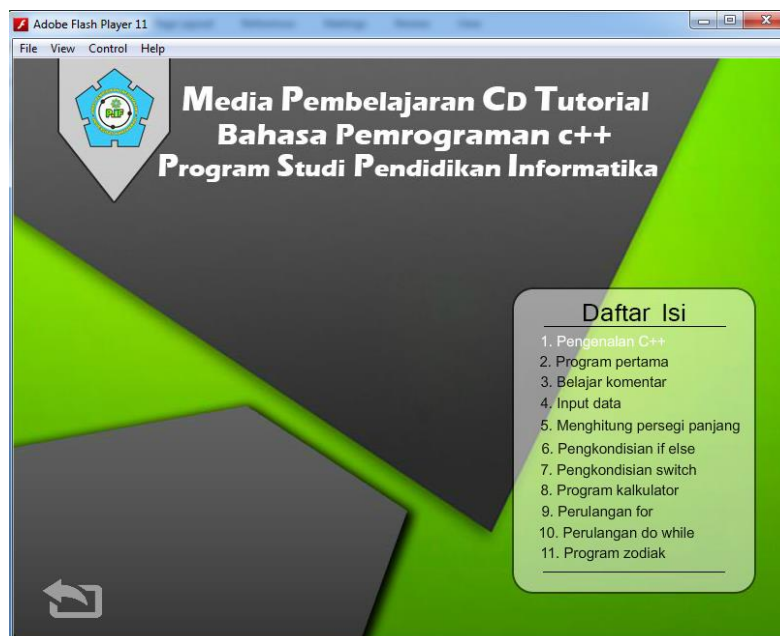 Adobe Flash Player 11
File View Control Help
PIF
Media Pembelajaran CD Tutorial
Bahasa Pemrograman c++
Program Studi Pendidikan Informatika
Daftar Isi
1. Pengenalan C++
2. Program pertama
3. Belajar komentar
4. Input data
5. Menghitung persegi panjang
6. Pengkondisian if else
7. Pengkondisian switch
8. Program kalkulator
9. Perulangan for
10. Perulangan do while
11. Program zodiak